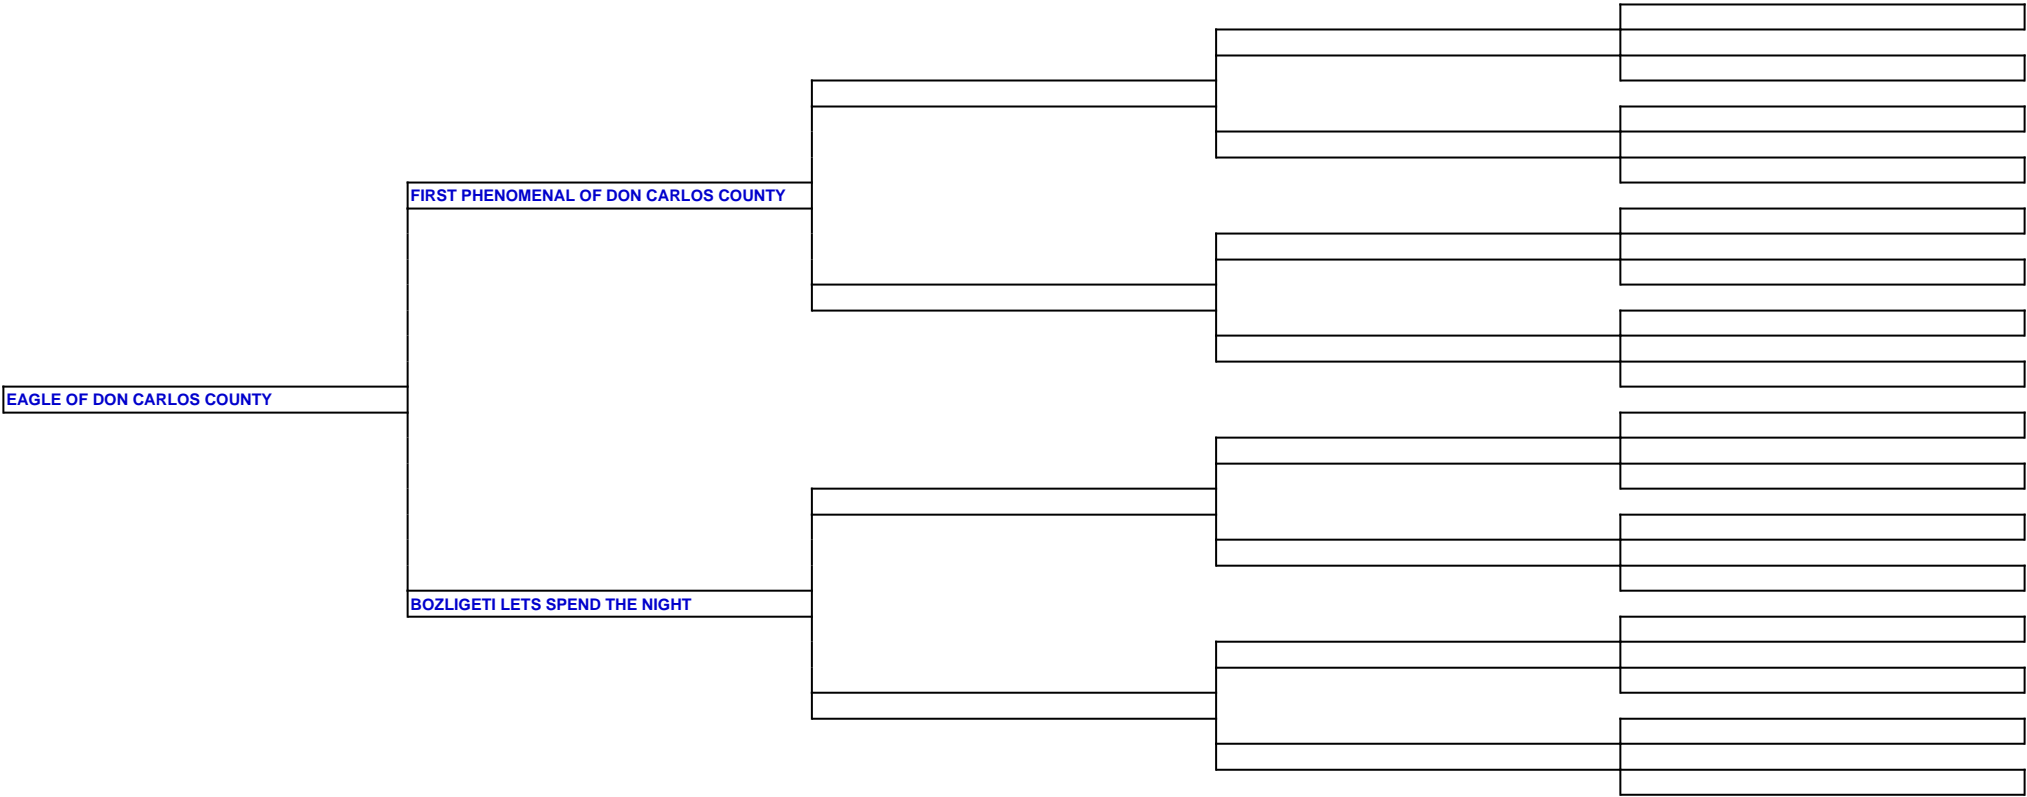 FIRST PHENOMENAL OF DON CARLOS COUNTY
EAGLE OF DON CARLOS COUNTY
BOZLIGETI LETS SPEND THE NIGHT